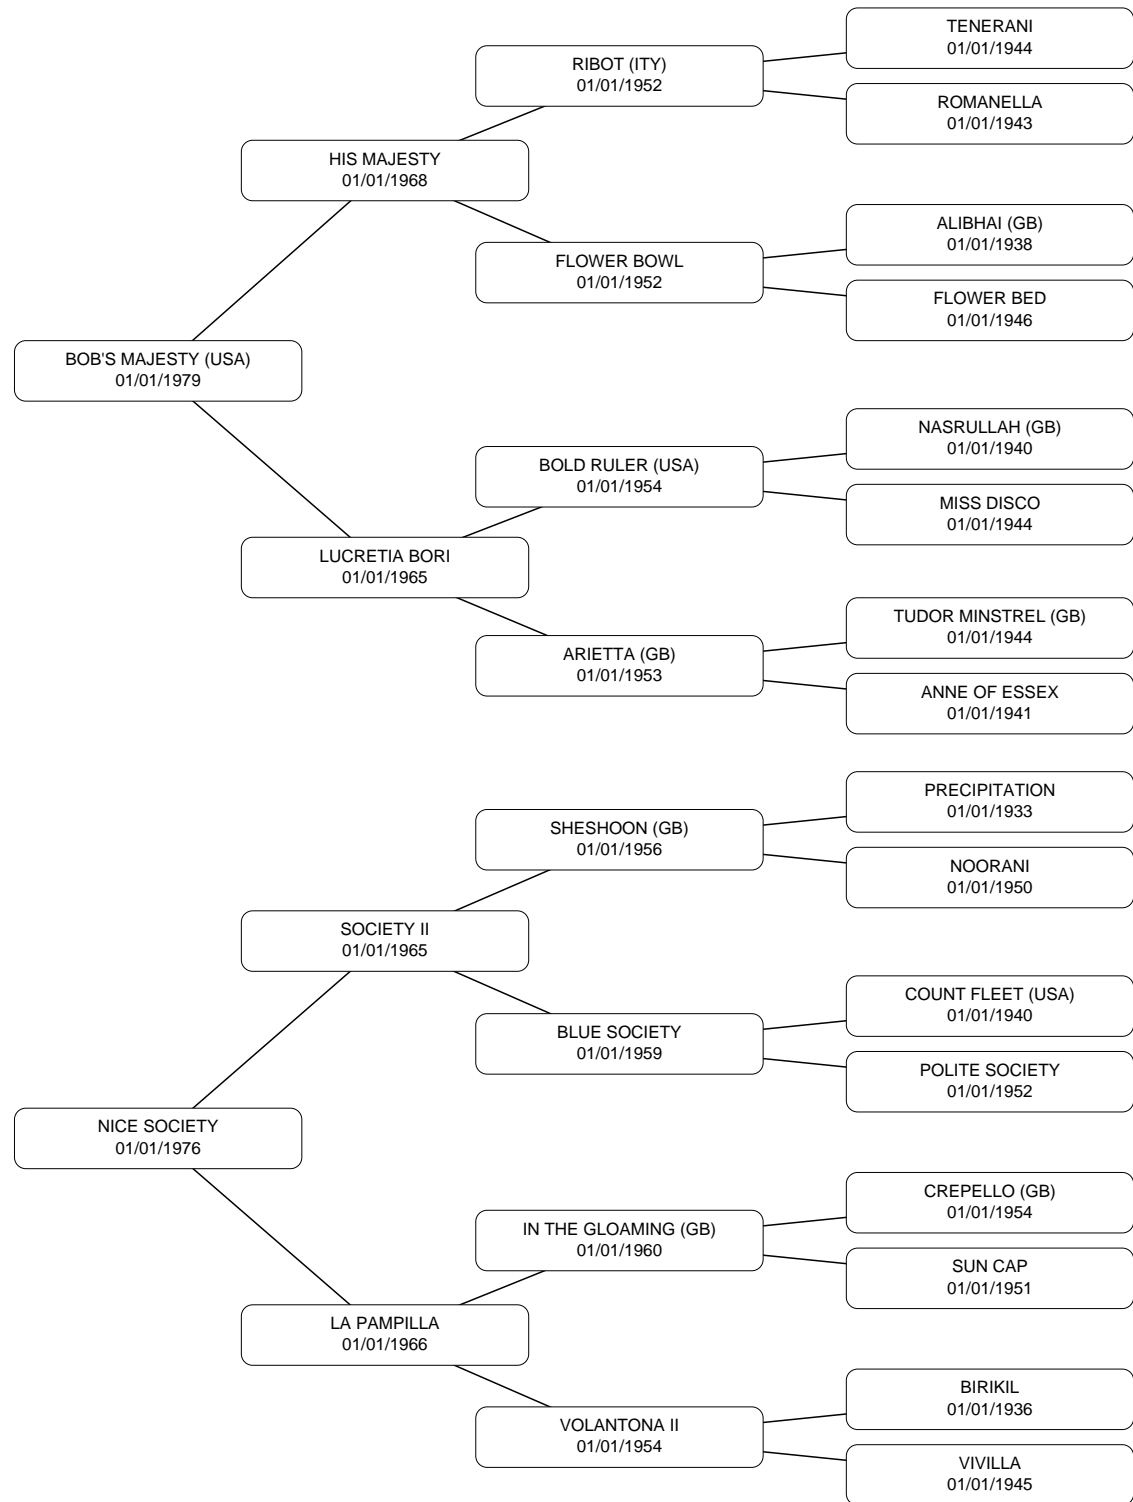 TENERANI
01/01/1944
RIBOT (ITY)
01/01/1952
ROMANELLA
01/01/1943
HIS MAJESTY
01/01/1968
ALIBHAI (GB)
01/01/1938
FLOWER BOWL
01/01/1952
FLOWER BED
01/01/1946
BOB'S MAJESTY (USA)
01/01/1979
NASRULLAH (GB)
01/01/1940
BOLD RULER (USA)
01/01/1954
MISS DISCO
01/01/1944
LUCRETIA BORI
01/01/1965
TUDOR MINSTREL (GB)
01/01/1944
ARIETTA (GB)
01/01/1953
ANNE OF ESSEX
01/01/1941
PRECIPITATION
01/01/1933
SHESHOON (GB)
01/01/1956
NOORANI
01/01/1950
SOCIETY II
01/01/1965
COUNT FLEET (USA)
01/01/1940
BLUE SOCIETY
01/01/1959
POLITE SOCIETY
01/01/1952
NICE SOCIETY
01/01/1976
CREPELLO (GB)
01/01/1954
IN THE GLOAMING (GB)
01/01/1960
SUN CAP
01/01/1951
LA PAMPILLA
01/01/1966
BIRIKIL
01/01/1936
VOLANTONA II
01/01/1954
VIVILLA
01/01/1945